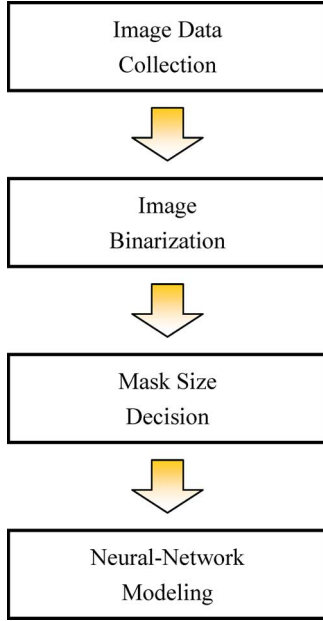 Image Data
Collection
Image
Binarization
Mask Size
Decision
Neural-Network
Modeling